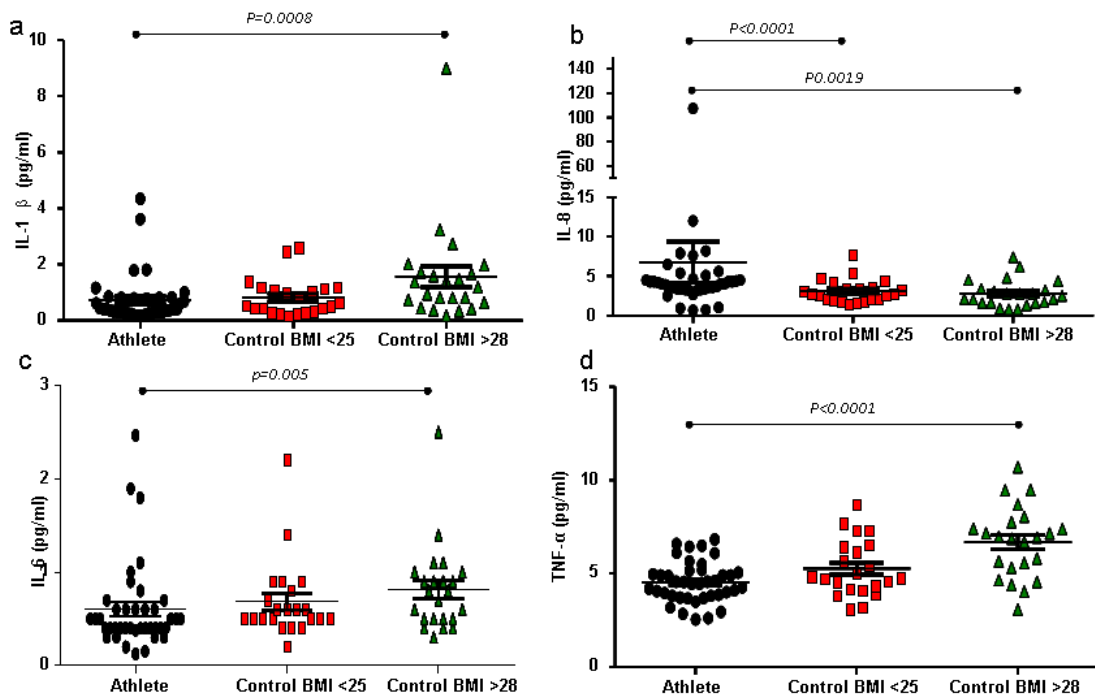 a
P=0.0008
10
8
6
4
2
0
IL-1 β (pg/ml)
Athlete
Control BMI <25
Control BMI >28
b
P<0.0001
P0.0019
140
120
100
80
60
40
15
10
5
0
IL-8 (pg/ml)
Athlete
Control BMI <25
Control BMI >28
c
p=0.005
3
2
1
0
IL_6 (pg/ml)
Athlete
Control BMI <25
Control BMI >28
d
P<0.0001
15
10
5
0
TNF-α (pg/ml)
Athlete
Control BMI <25
Control BMI >28